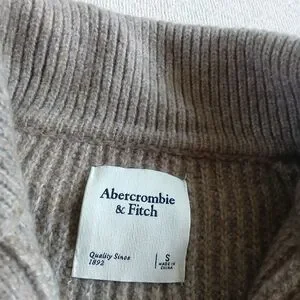 Abercrombie
& Fitch
Quality Since
1892
S
MADE IN
CHINA